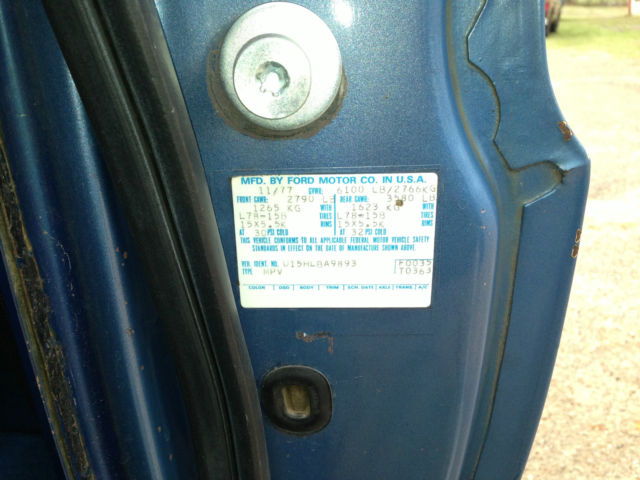 MFD. BY FORD MOTOR CO. IN U.S.A.
11/77 GVWR: 6100 LB/2766KG
FRONT GAWR: 2790 LB REAR GAWR: 3580 LB
1265 KG WITH 1623 KG WITH
L78-15B TIRES L78-15B TIRES
15X5.5K RIMS 15X5.5K RIMS
AT 30 PSI COLD AT 32 PSI COLD
THIS VEHICLE CONFORMS TO ALL APPLICABLE FEDERAL MOTOR VEHICLE SAFETY
STANDARDS IN EFFECT ON THE DATE OF MANUFACTURE SHOWN ABOVE.
VEH. IDENT. NO. U15HLBA9893 F0035
TYPE MPV T0363
COLOR DSO BODY TRIM SCH. DATE AXLE TRANS. A/C